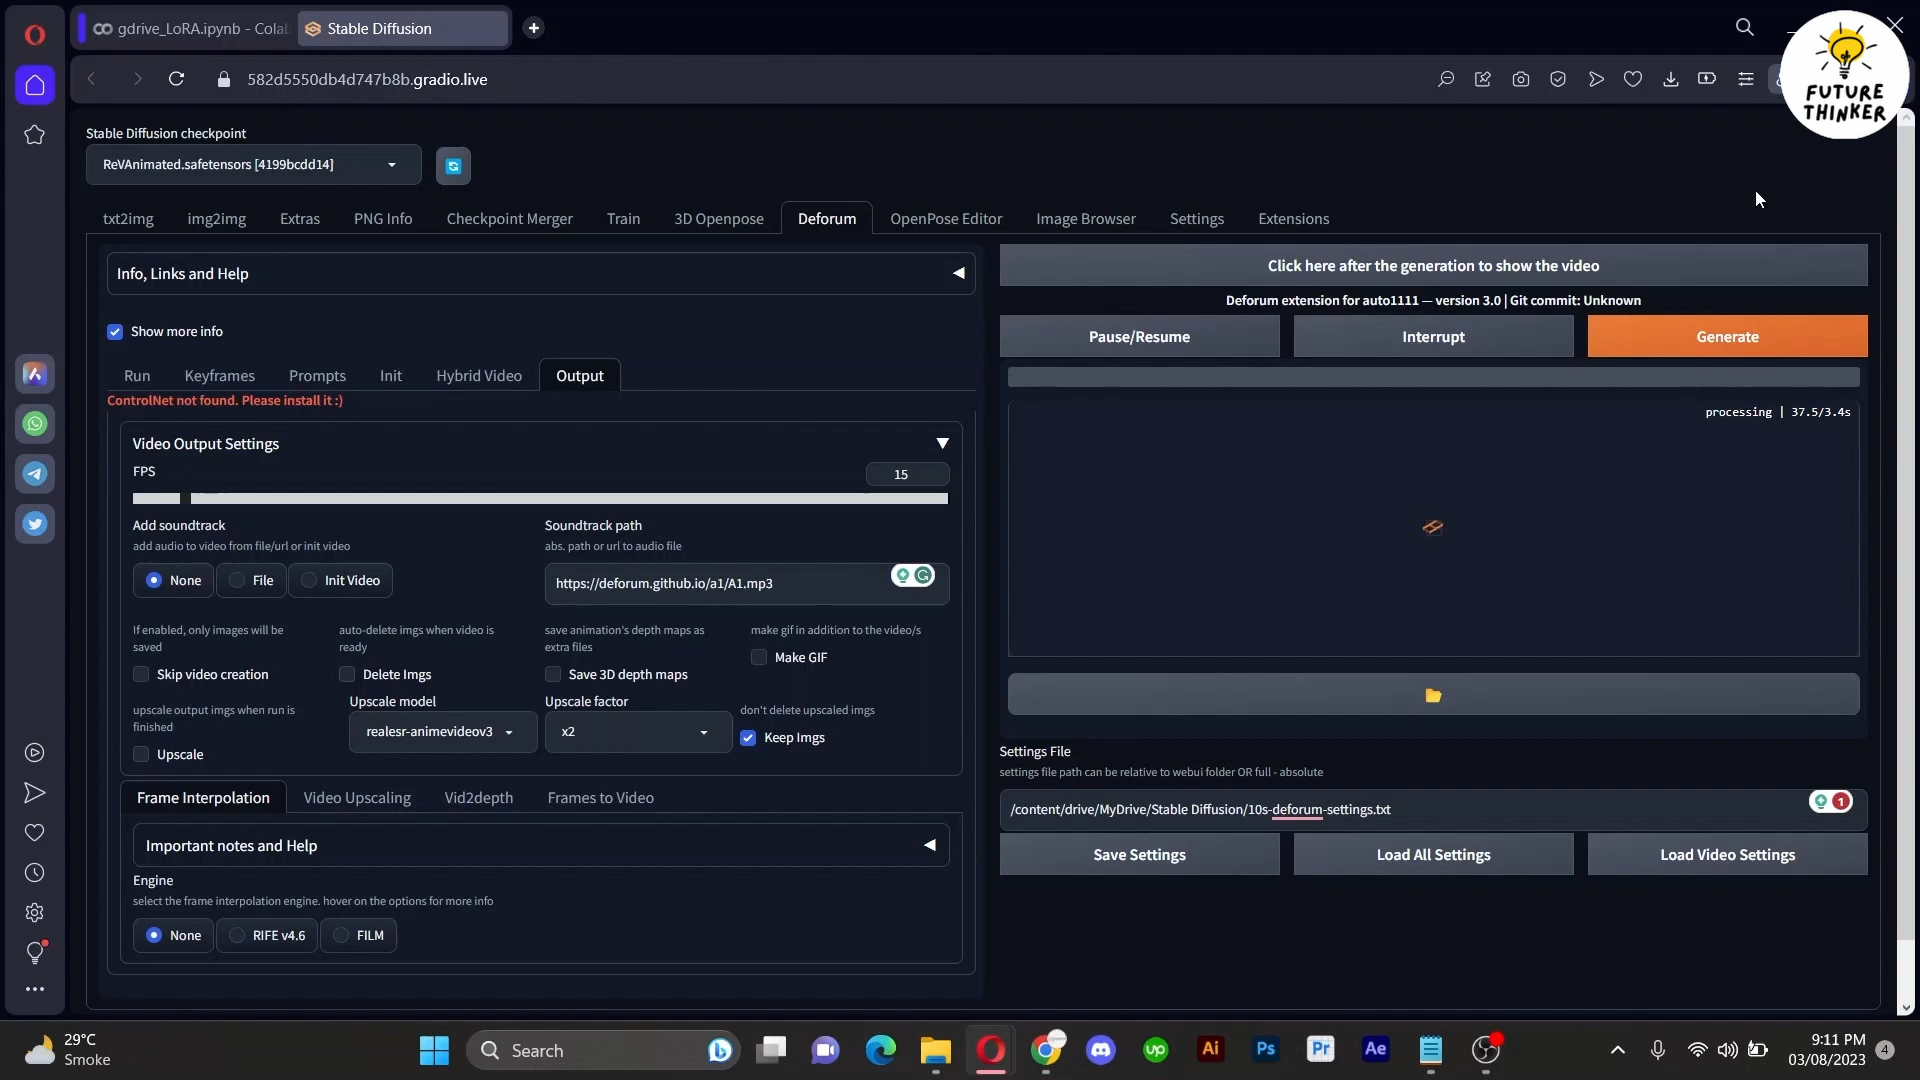 gdrive_LoRA.ipynb - Colab
Stable Diffusion
582d5550db4d747b8b.gradio.live
FUTURE
THINKER
Stable Diffusion checkpoint
ReVAnimated.safetensors [4199bcdd14]
txt2img
img2img
Extras
PNG Info
Checkpoint Merger
Train
3D Openpose
Deforum
OpenPose Editor
Image Browser
Settings
Extensions
Info, Links and Help
Show more info
Run
Keyframes
Prompts
Init
Hybrid Video
Output
ControlNet not found. Please install it :)
Video Output Settings
FPS
15
Add soundtrack
add audio to video from file/url or init video
None
File
Init Video
Soundtrack path
abs. path or url to audio file
https://deforum.github.io/a1/A1.mp3
If enabled, only images will be
saved
Skip video creation
auto-delete imgs when video is
ready
Delete Imgs
save animation's depth maps as
extra files
Save 3D depth maps
make gif in addition to the video/s
Make GIF
upscale output imgs when run is
finished
Upscale
Upscale model
realesr-animevideov3
Upscale factor
x2
don't delete upscaled imgs
Keep Imgs
Frame Interpolation
Video Upscaling
Vid2depth
Frames to Video
Important notes and Help
Engine
select the frame interpolation engine. hover on the options for more info
None
RIFE v4.6
FILM
Click here after the generation to show the video
Deforum extension for auto1111 — version 3.0 | Git commit: Unknown
Pause/Resume
Interrupt
Generate
processing | 37.5/3.4s
Settings File
settings file path can be relative to webui folder OR full - absolute
/content/drive/MyDrive/Stable Diffusion/10s-deforum-settings.txt
1
Save Settings
Load All Settings
Load Video Settings
29°C
Smoke
Search
up
Ai
Ps
Pr
Ae
9:11 PM
03/08/2023
4